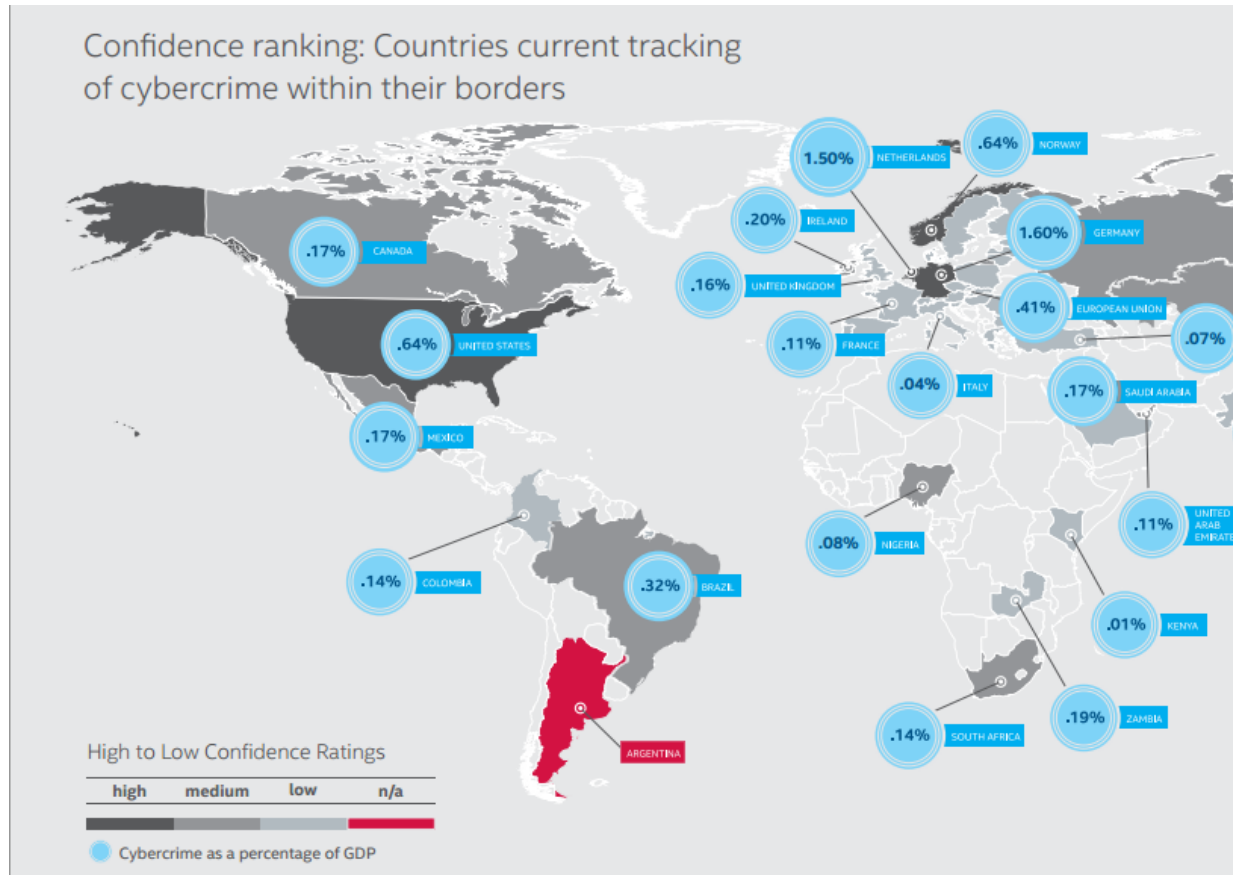 Confidence ranking: Countries current tracking
of cybercrime within their borders
.64%
NORWAY
1.50%
NETHERLANDS
.20%
IRELAND
1.60%
GERMANY
.17%
CANADA
.16%
UNITED KINGDOM
.41%
EUROPEAN UNION
.64%
UNITED STATES
.11%
FRANCE
.07%
.04%
ITALY
.17%
SAUDI ARABIA
.17%
MEXICO
.11%
UNITED
ARAB
EMIRATE
.08%
NIGERIA
.14%
COLOMBIA
.32%
BRAZIL
.01%
KENYA
.19%
ZAMBIA
.14%
SOUTH AFRICA
ARGENTINA
High to Low Confidence Ratings
high medium low n/a
Cybercrime as a percentage of GDP